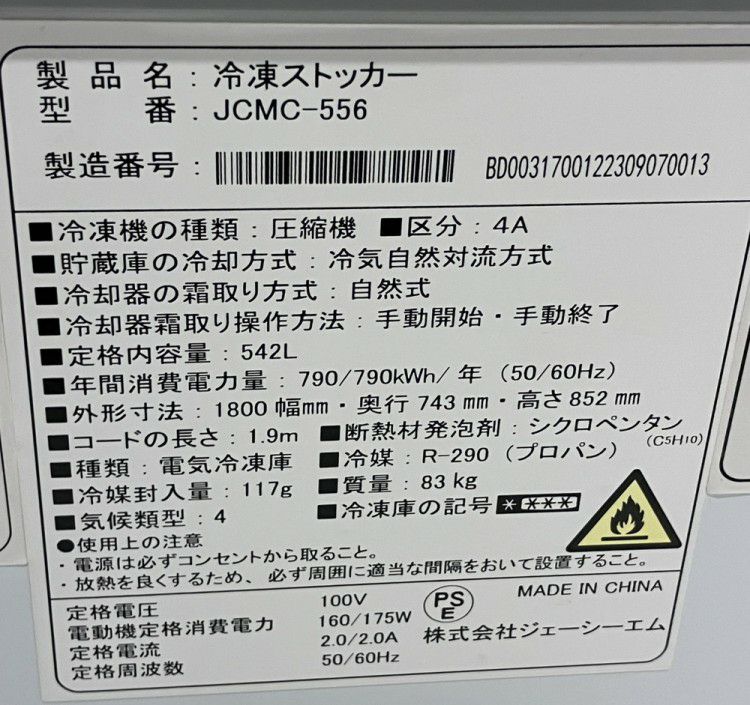 製品名：冷凍ストッカー
型番：JCMC-556
製造番号： BD0031700122309070013
■冷凍機の種類：圧縮機 ■区分：4A
■貯蔵庫の冷却方式：冷気自然対流方式
■冷却器の霜取り方式：自然式
■冷却器霜取り操作方法：手動開始・手動終了
■定格内容量：542L
■年間消費電力量：790/790kWh/年（50/60Hz）
■外形寸法：1800幅mm・奥行743mm・高さ852mm
■コードの長さ：1.9m ■断熱材発泡剤：シクロペンタン
(C5H10)
■種類：電気冷凍庫 ■冷媒：R-290（プロパン）
■冷媒封入量：117g ■質量：83kg
■気候類型：4 ■冷凍庫の記号 * ***
●使用上の注意
・電源は必ずコンセントから取ること。
・放熱を良くするため、必ず周囲に適当な間隔をおいて設置すること。
定格電圧 100V PSE MADE IN CHINA
電動機定格消費電力 160/175W
定格電流 2.0/2.0A 株式会社ジェーシーエム
定格周波数 50/60Hz